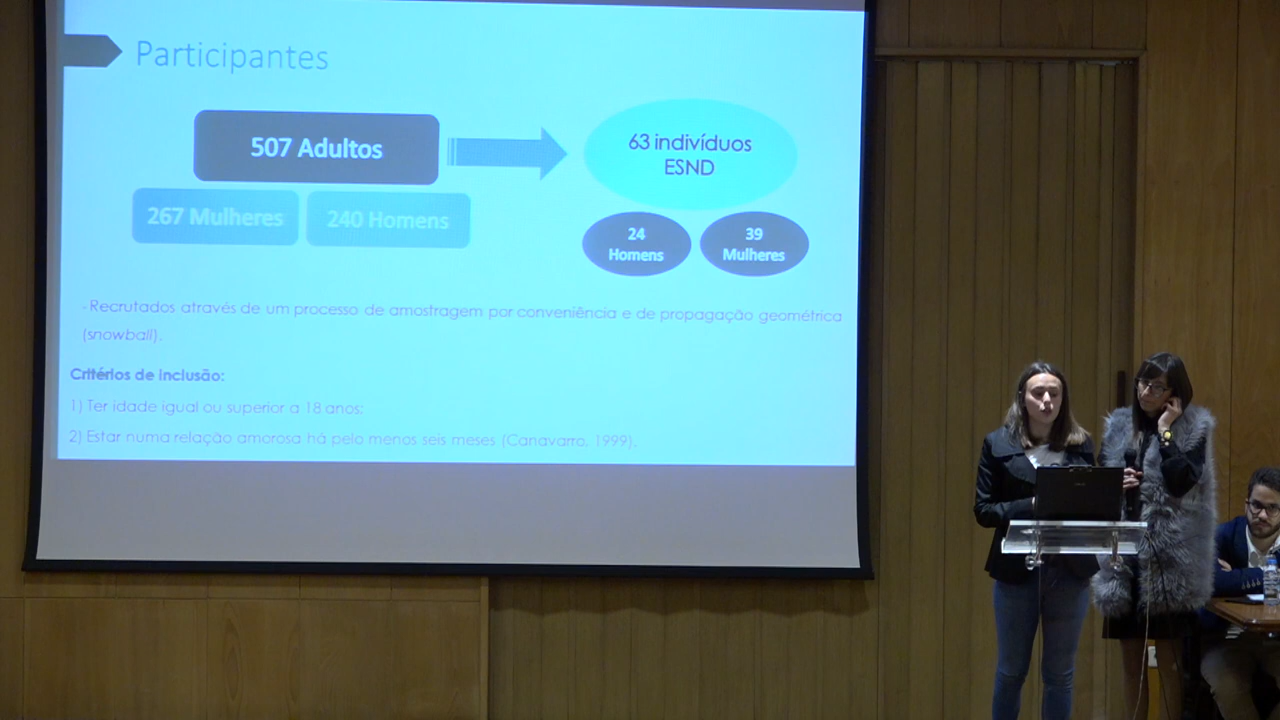 Participantes
507 Adultos
267 Mulheres
240 Homens
63 indivíduos
ESND
24
Homens
39
Mulheres
- Recrutados através de um processo de amostragem por conveniência e de propagação geométrica
(snowball).
Critérios de inclusão:
1) Ter idade igual ou superior a 18 anos;
2) Estar numa relação amorosa há pelo menos seis meses (Canavarro, 1999).